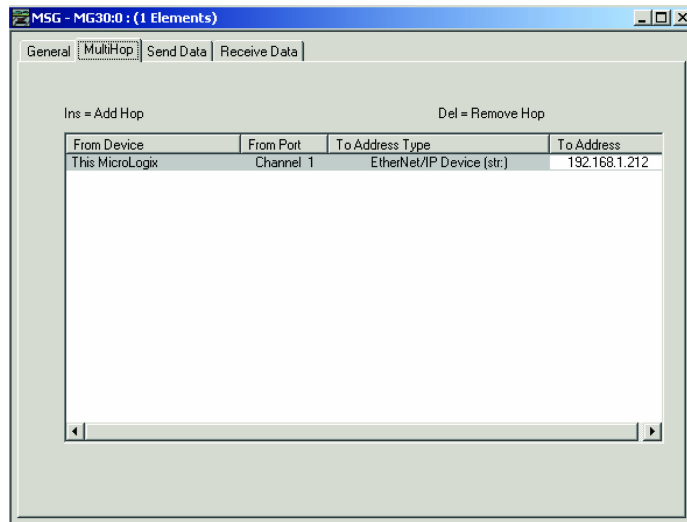 MSG - MG30:0 : (1 Elements)
General MultiHop Send Data Receive Data
Ins = Add Hop Del = Remove Hop
From Device From Port To Address Type To Address
This MicroLogix Channel 1 EtherNet/IP Device (str.) 192.168.1.212